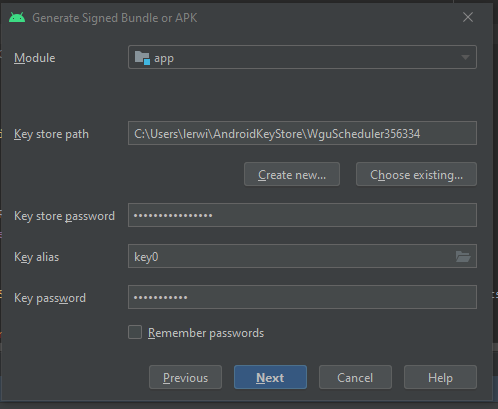 Generate Signed Bundle or APK
Module
app
Key store path
C:\Users\lerwi\AndroidKeyStore\WguScheduler356334
Create new...
Choose existing...
Key store password
••••••••••••••••
Key alias
key0
Key password
•••••••••••
Remember passwords
Previous
Next
Cancel
Help